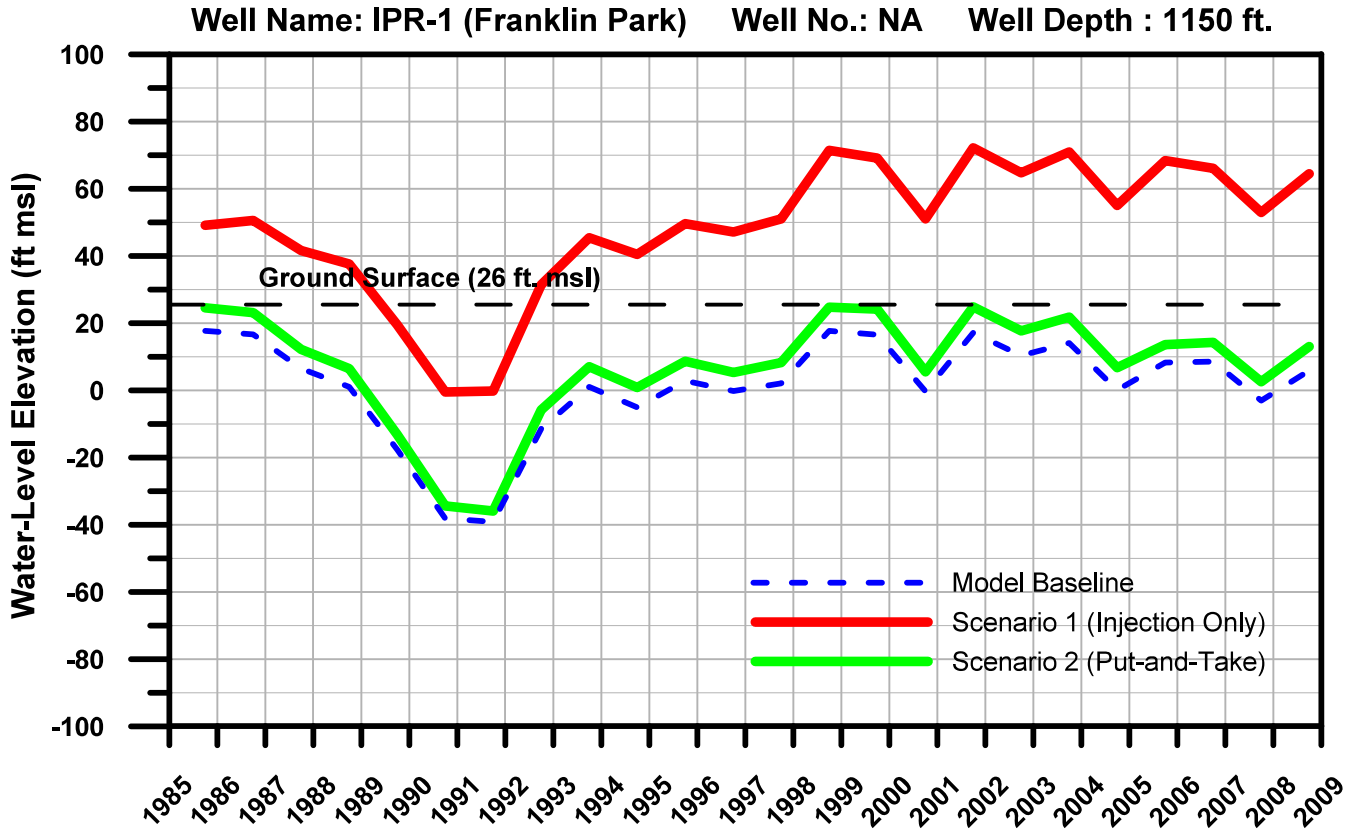 Well Name: IPR-1 (Franklin Park) Well No.: NA Well Depth : 1150 ft.
100
80
60
40
20
0
-20
-40
-60
-80
-100
Water-Level Elevation (ft msl)
Ground Surface (26 ft. msl)
Model Baseline
Scenario 1 (Injection Only)
Scenario 2 (Put-and-Take)
1985 1986 1987 1988 1989 1990 1991 1992 1993 1994 1995 1996 1997 1998 1999 2000 2001 2002 2003 2004 2005 2006 2007 2008 2009